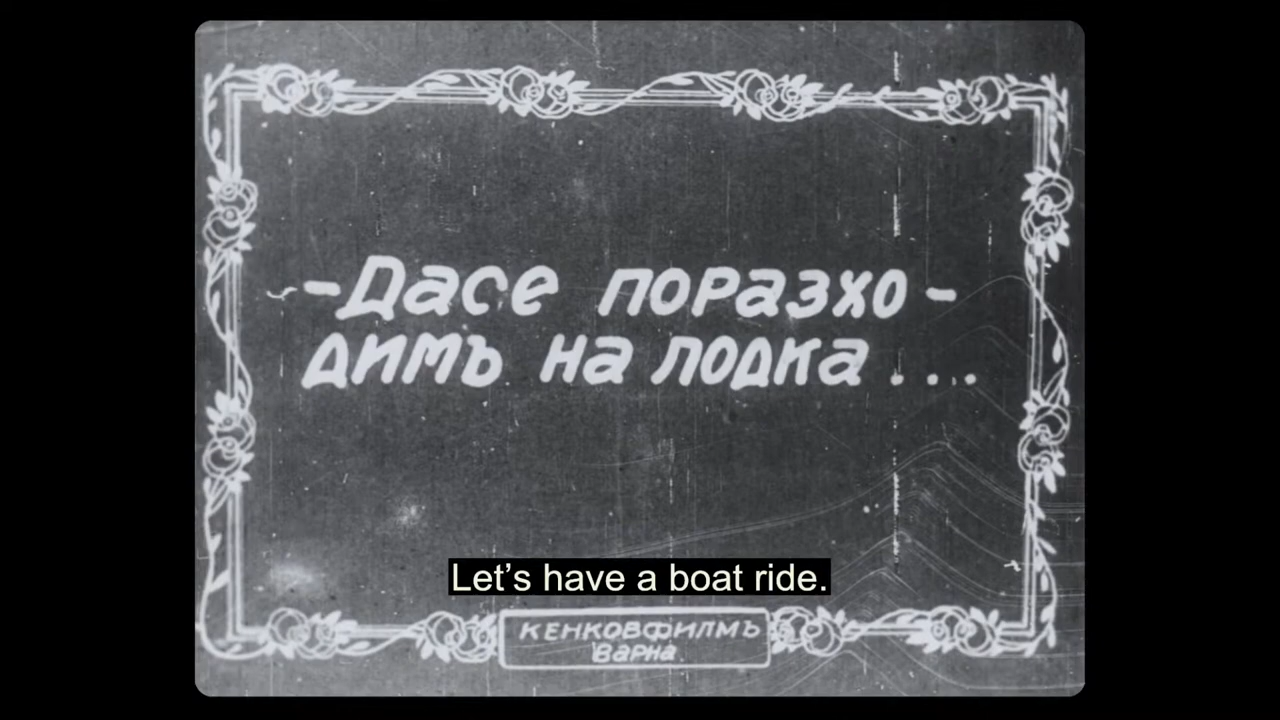 -Дасе поразхо-
димъ на лодка...
Let's have a boat ride.
КЕНКОВФИЛМЪ
Варна.